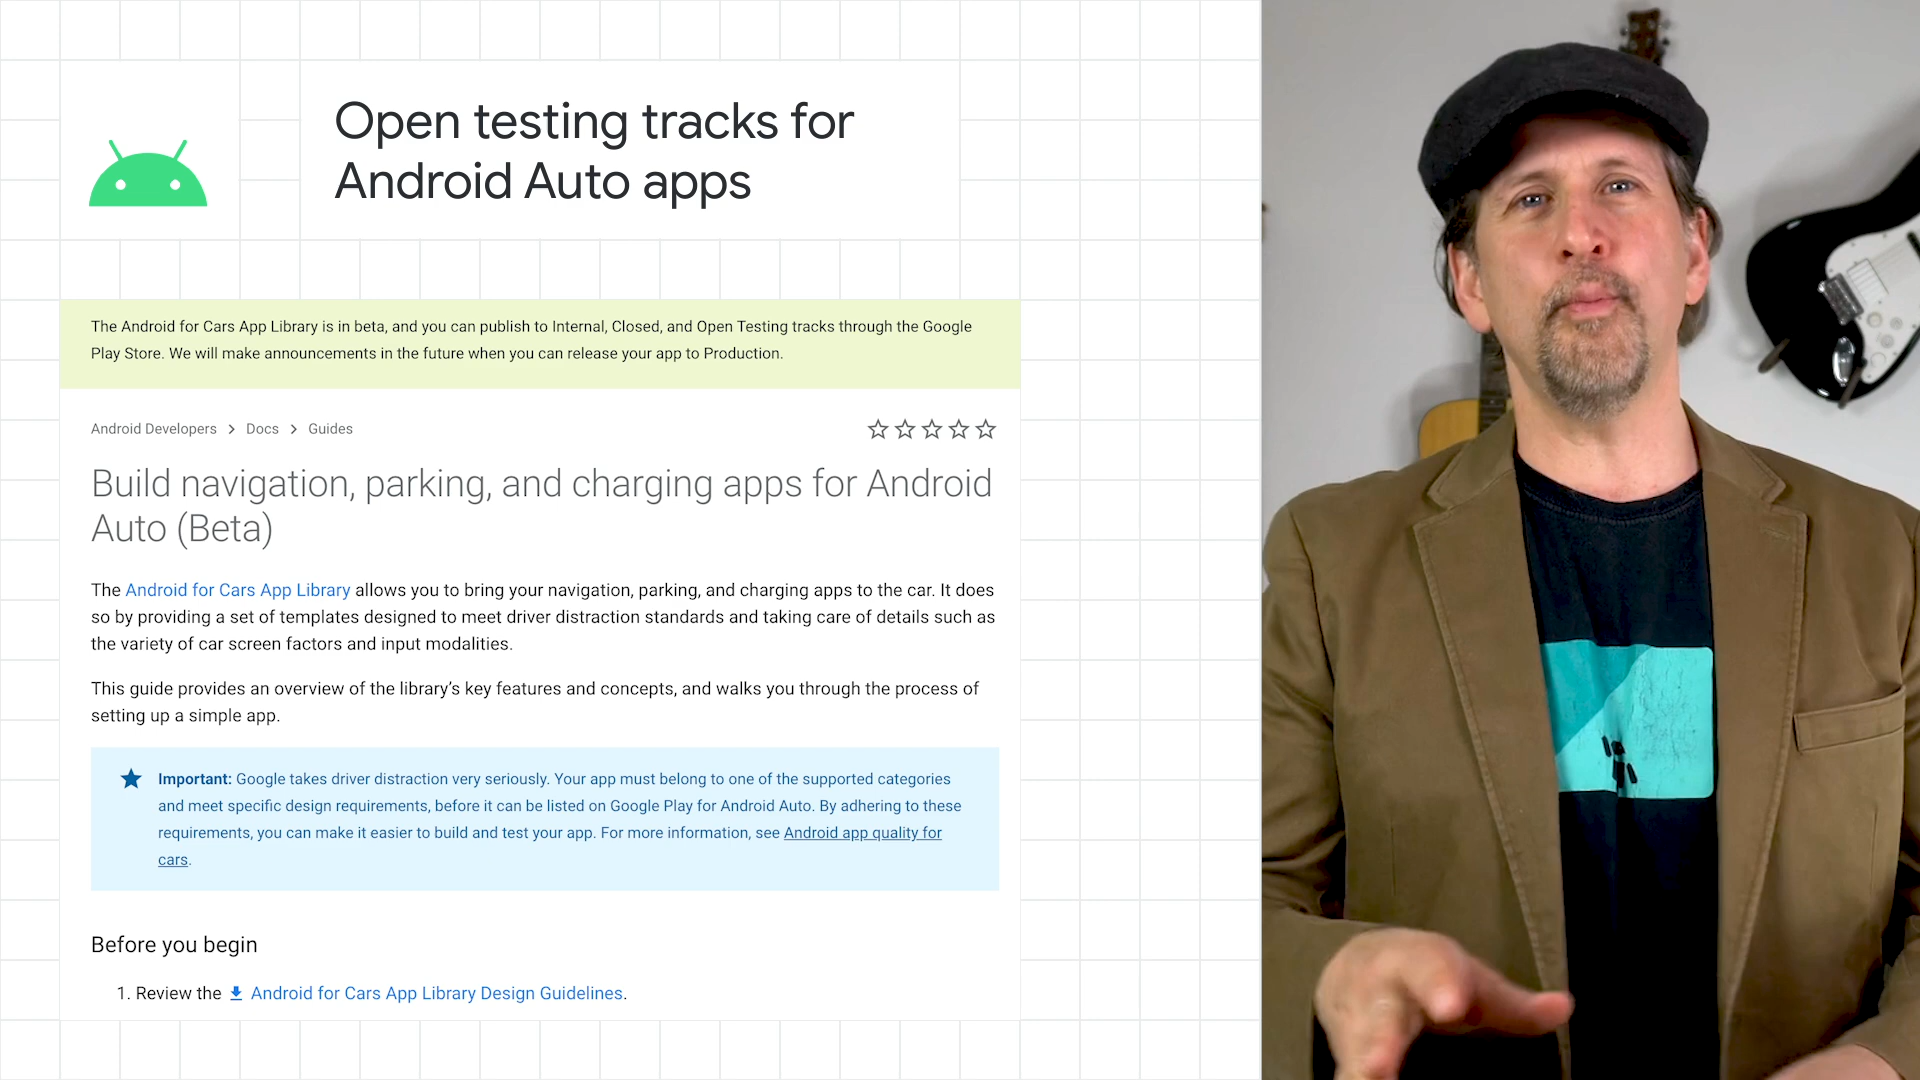 Open testing tracks for
Android Auto apps
The Android for Cars App Library is in beta, and you can publish to Internal, Closed, and Open Testing tracks through the Google
Play Store. We will make announcements in the future when you can release your app to Production.
Android Developers > Docs > Guides
Build navigation, parking, and charging apps for Android
Auto (Beta)
The Android for Cars App Library allows you to bring your navigation, parking, and charging apps to the car. It does
so by providing a set of templates designed to meet driver distraction standards and taking care of details such as
the variety of car screen factors and input modalities.
This guide provides an overview of the library’s key features and concepts, and walks you through the process of
setting up a simple app.
Important: Google takes driver distraction very seriously. Your app must belong to one of the supported categories
and meet specific design requirements, before it can be listed on Google Play for Android Auto. By adhering to these
requirements, you can make it easier to build and test your app. For more information, see Android app quality for
cars.
Before you begin
1. Review the Android for Cars App Library Design Guidelines.